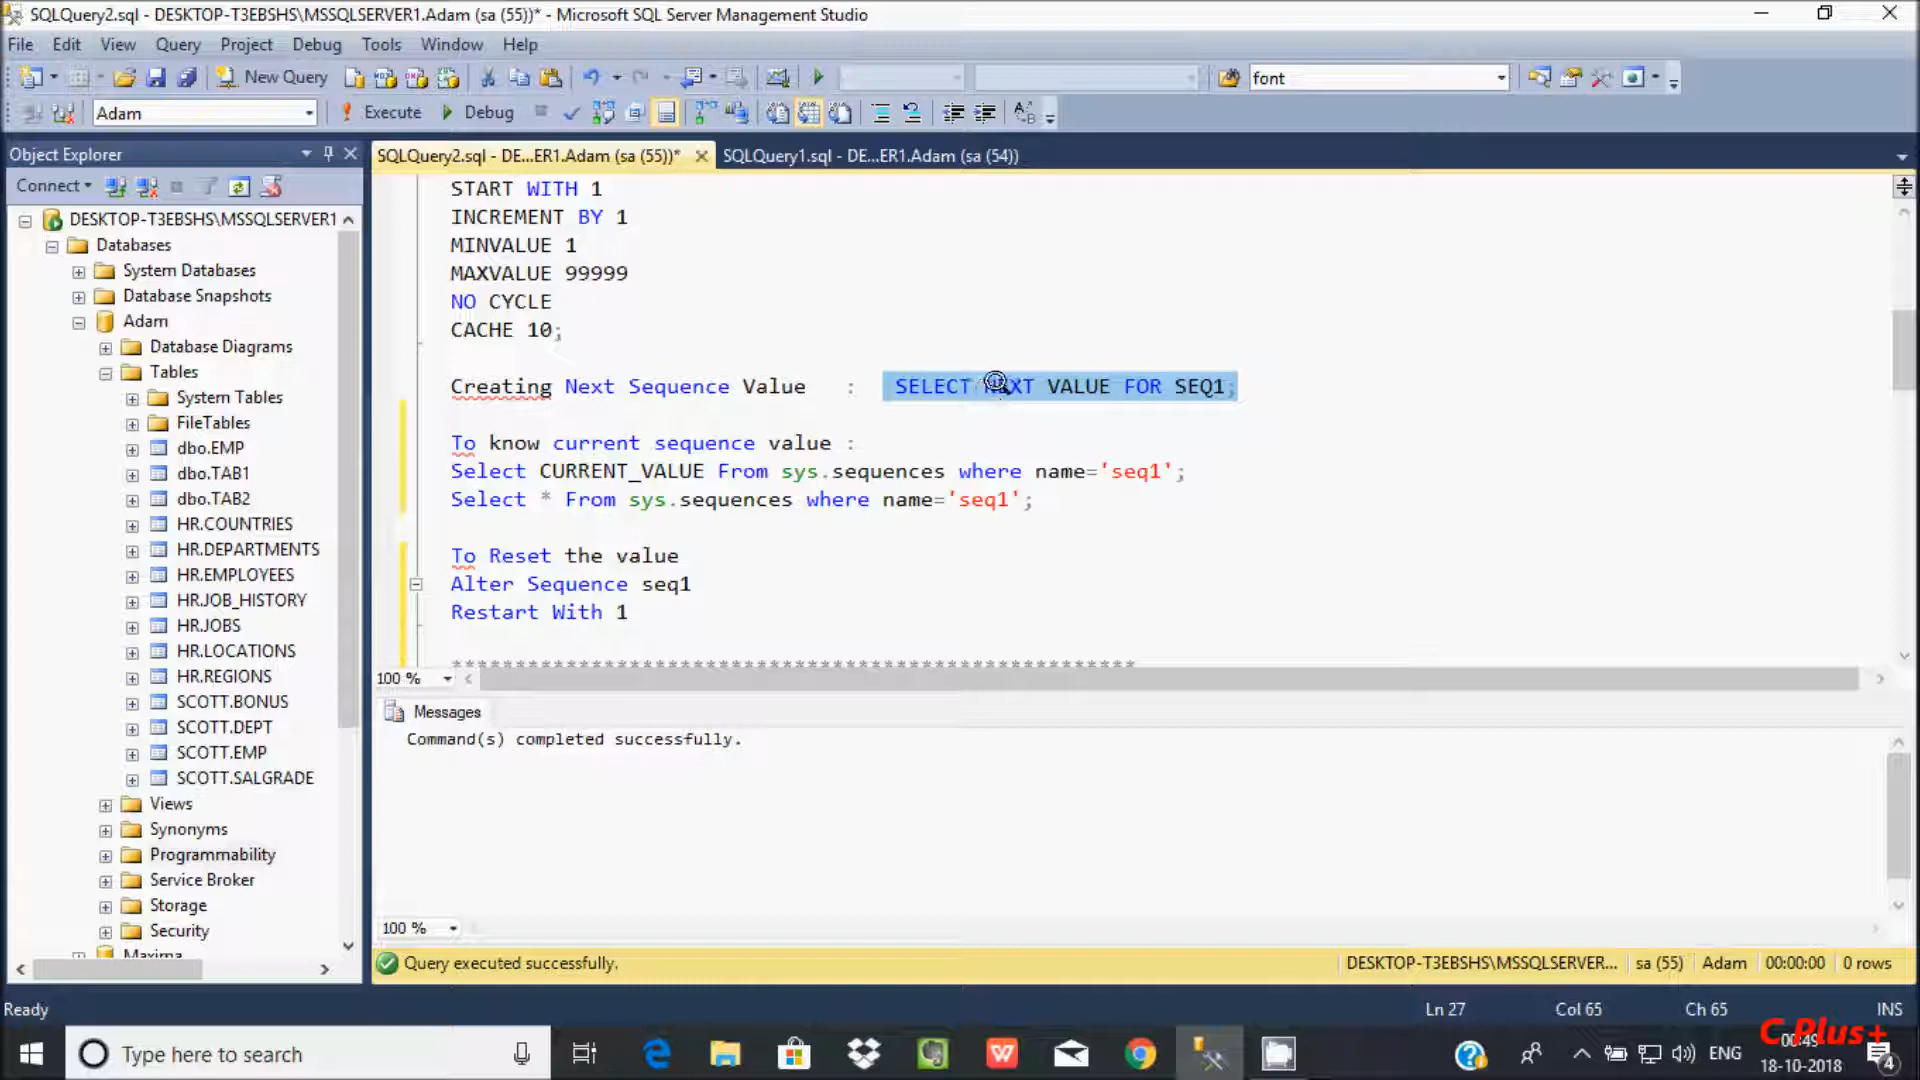 SQLQuery2.sql - DESKTOP-T3EBSHS\MSSQLSERVER1.Adam (sa (55))* - Microsoft SQL Server Management Studio
File Edit View Query Project Debug Tools Window Help
New Query font
Adam Execute Debug
Object Explorer
SQLQuery2.sql - DE...ER1.Adam (sa (55))* SQLQuery1.sql - DE...ER1.Adam (sa (54))
Connect
DESKTOP-T3EBSHS\MSSQLSERVER1
Databases
System Databases
Database Snapshots
Adam
Database Diagrams
Tables
System Tables
FileTables
dbo.EMP
dbo.TAB1
dbo.TAB2
HR.COUNTRIES
HR.DEPARTMENTS
HR.EMPLOYEES
HR.JOB_HISTORY
HR.JOBS
HR.LOCATIONS
HR.REGIONS
SCOTT.BONUS
SCOTT.DEPT
SCOTT.EMP
SCOTT.SALGRADE
Views
Synonyms
Programmability
Service Broker
Storage
Security
START WITH 1
INCREMENT BY 1
MINVALUE 1
MAXVALUE 99999
NO CYCLE
CACHE 10;
Creating Next Sequence Value : SELECT NEXT VALUE FOR SEQ1;
To know current sequence value :
Select CURRENT_VALUE From sys.sequences where name='seq1';
Select * From sys.sequences where name='seq1';
To Reset the value
Alter Sequence seq1
Restart With 1
******************************************************
100 %
Messages
Command(s) completed successfully.
100 %
Query executed successfully. DESKTOP-T3EBSHS\MSSQLSERVER... sa (55) Adam 00:00:00 0 rows
Ready Ln 27 Col 65 Ch 65 INS
C Plus+
Type here to search ENG 00:49
18-10-2018 4